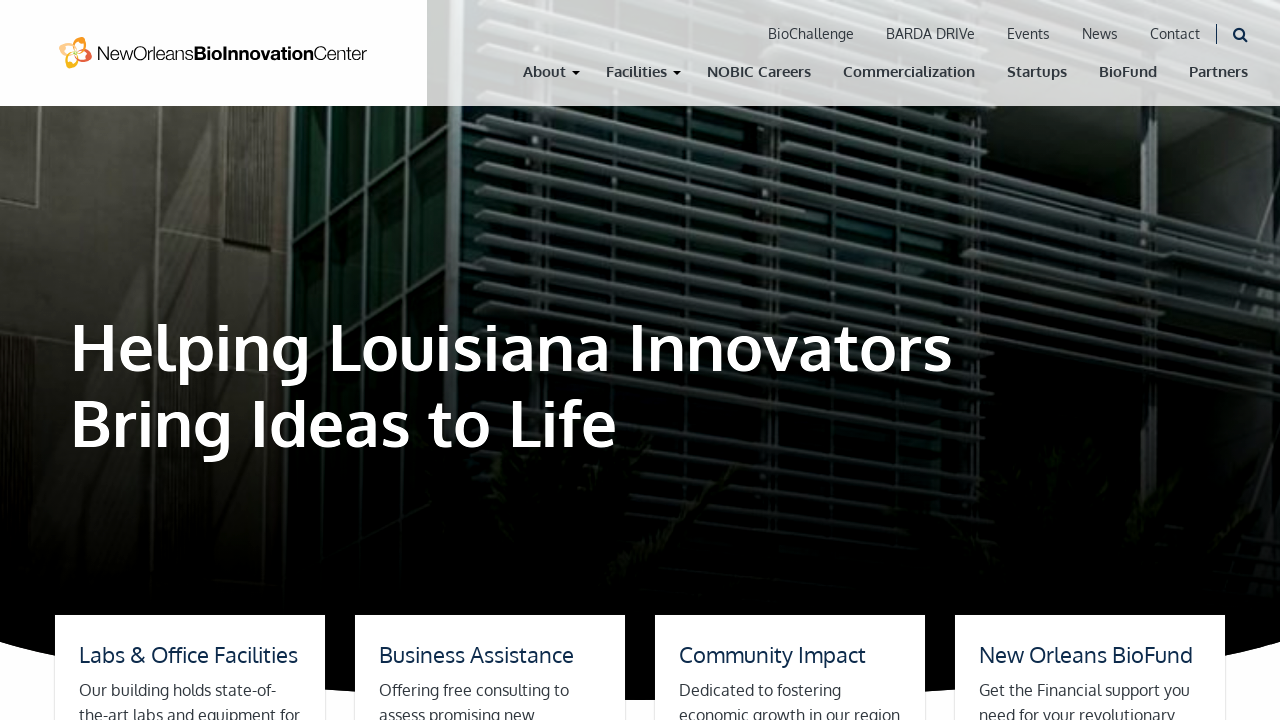 NewOrleansBioInnovationCenter
BioChallenge BARDA DRIVe Events News Contact
About Facilities NOBIC Careers Commercialization Startups BioFund Partners
Helping Louisiana Innovators
Bring Ideas to Life
Labs & Office Facilities
Our building holds state-of-
the-art labs and equipment for
Business Assistance
Offering free consulting to
assess promising new
Community Impact
Dedicated to fostering
economic growth in our region
New Orleans BioFund
Get the Financial support you
need for your revolutionary